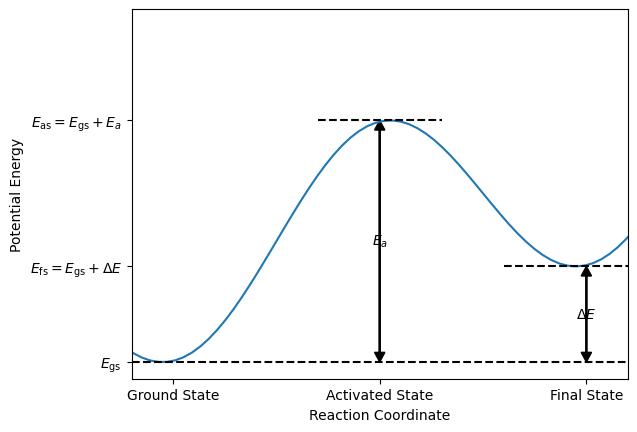 E_as = E_gs + E_a
E_fs = E_gs + ΔE
E_gs
Potential Energy
E_a
ΔE
Ground State
Activated State
Final State
Reaction Coordinate